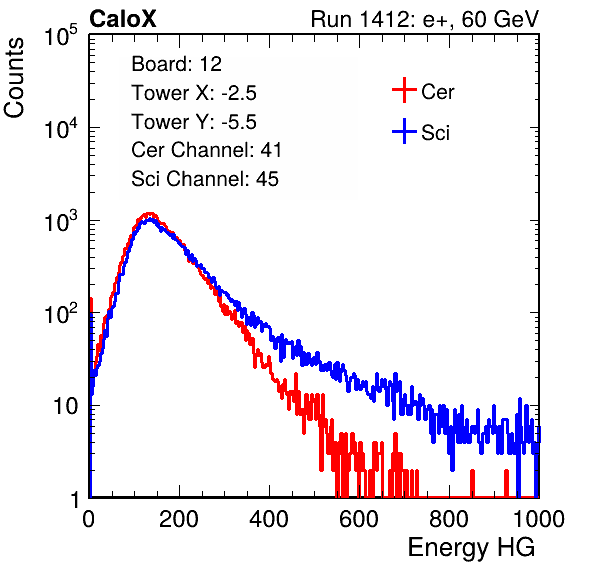 CaloX
Run 1412: e+, 60 GeV
Counts
10^5
10^4
10^3
10^2
10
1
Board: 12
Tower X: -2.5
Tower Y: -5.5
Cer Channel: 41
Sci Channel: 45
Cer
Sci
0 200 400 600 800 1000
Energy HG